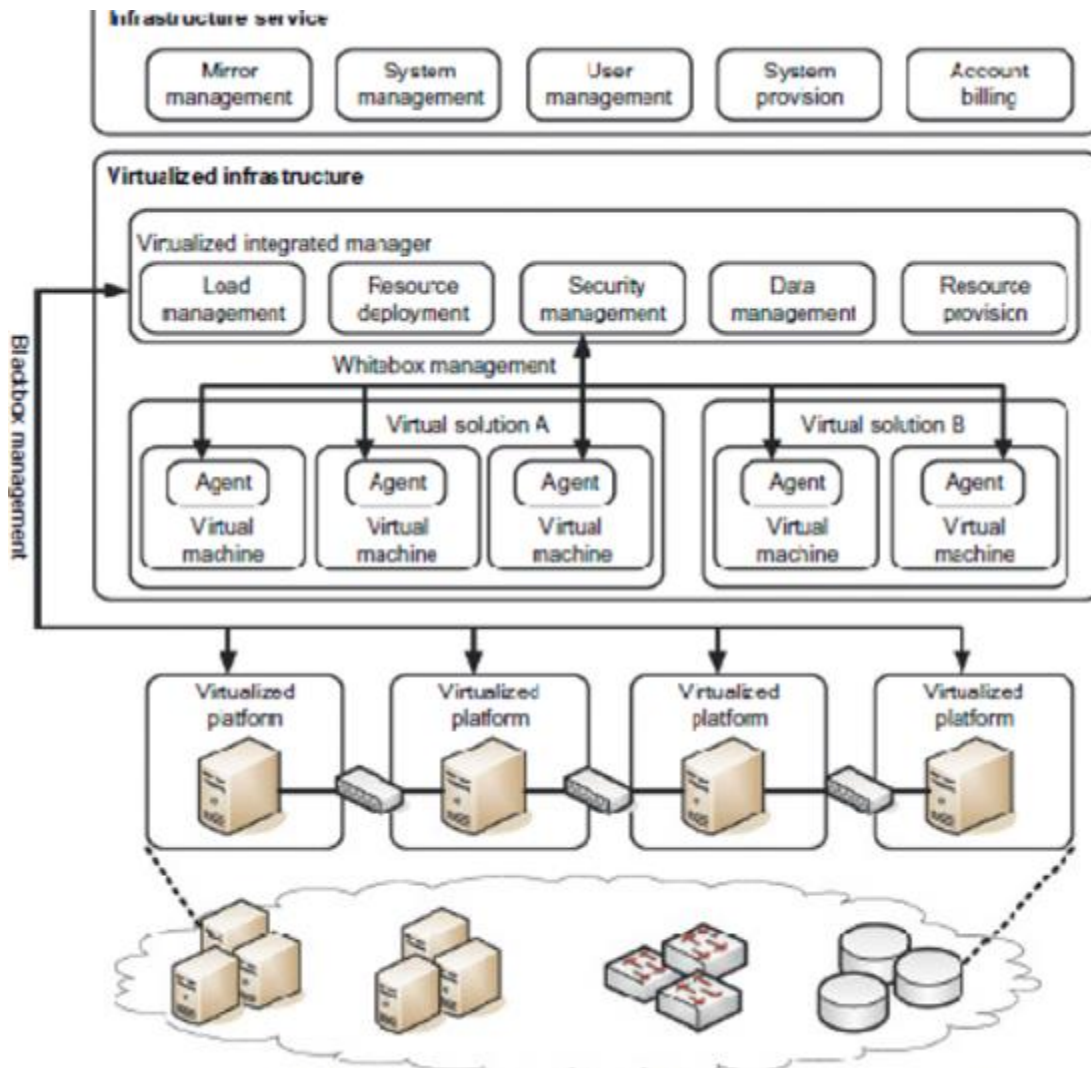 Infrastructure service
Mirror
management
System
management
User
management
System
provision
Account
billing
Virtualized infrastructure
Virtualized integrated manager
Load
management
Resource
deployment
Security
management
Data
management
Resource
provision
Blackbox management
Whitebox management
Virtual solution A
Agent
Virtual
machine
Agent
Virtual
machine
Agent
Virtual
machine
Virtual solution B
Agent
Virtual
machine
Agent
Virtual
machine
Virtualized
platform
Virtualized
platform
Virtualized
platform
Virtualized
platform